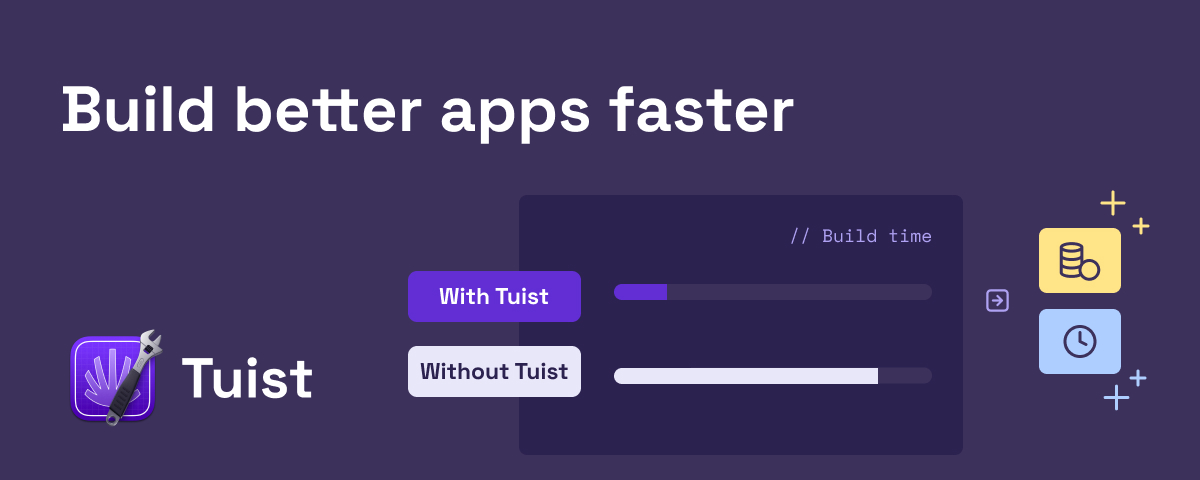 Build better apps faster
// Build time
With Tuist
Without Tuist
Tuist